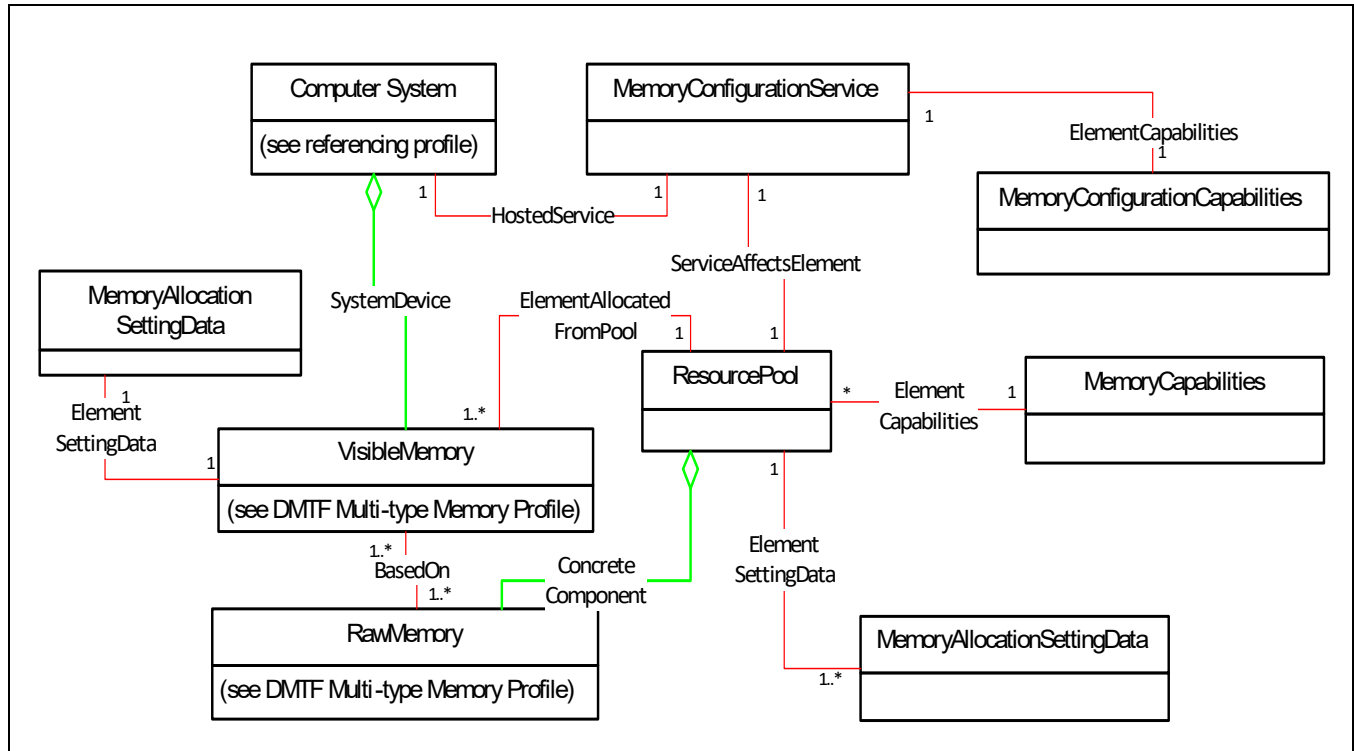 Computer System
(see referencing profile)
MemoryConfigurationService
1
ElementCapabilities
1
MemoryConfigurationCapabilities
1
HostedService
1
1
ServiceAffectsElement
1
MemoryAllocation
SettingData
SystemDevice
ElementAllocated
FromPool
1
1..*
ResourcePool
*
Element
Capabilities
1
MemoryCapabilities
1
Element
SettingData
1
VisibleMemory
(see DMTF Multi-type Memory Profile)
1..*
BasedOn
1..*
Concrete
Component
1
Element
SettingData
1..*
RawMemory
(see DMTF Multi-type Memory Profile)
MemoryAllocationSettingData